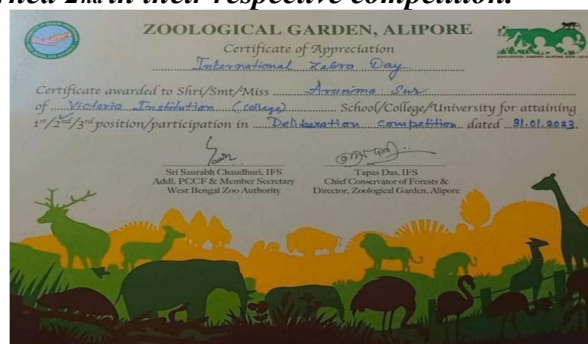 ned 2nd in their respective competition.
ZOOLOGICAL GARDEN, ALIPORE
Certificate of Appreciation
International Zebra Day
Certificate awarded to Shri/Smt/Miss Arunima Sur
of Victoria Institution (College) School/College/University for attaining
1st/2nd/3rd position/participation in Deliberation competition dated 31.01.2023
Sri Saurabh Chaudhuri, IFS
Addl. PCCF & Member Secretary
West Bengal Zoo Authority
Tapas Das, IFS
Chief Conservator of Forests &
Director, Zoological Garden, Alipore